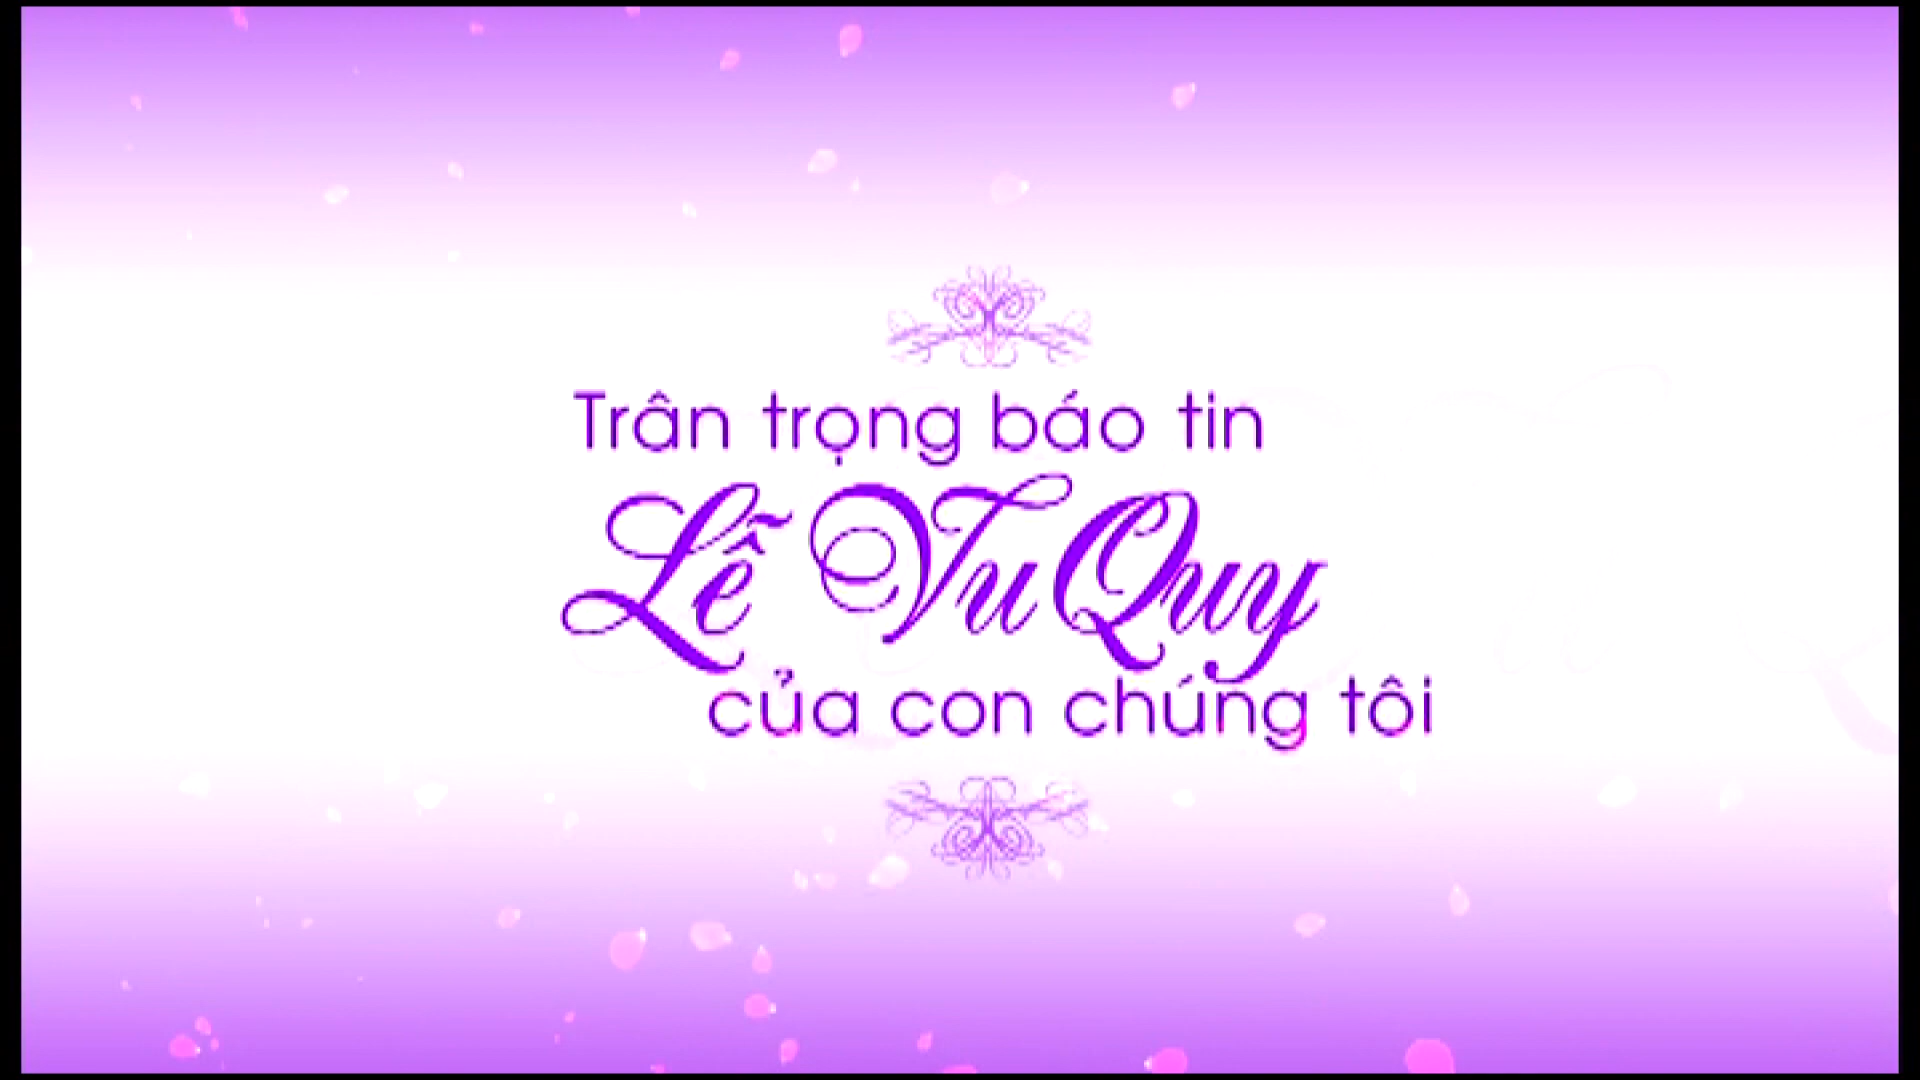 Trân trọng báo tin
Lễ Vu Quy
của con chúng tôi